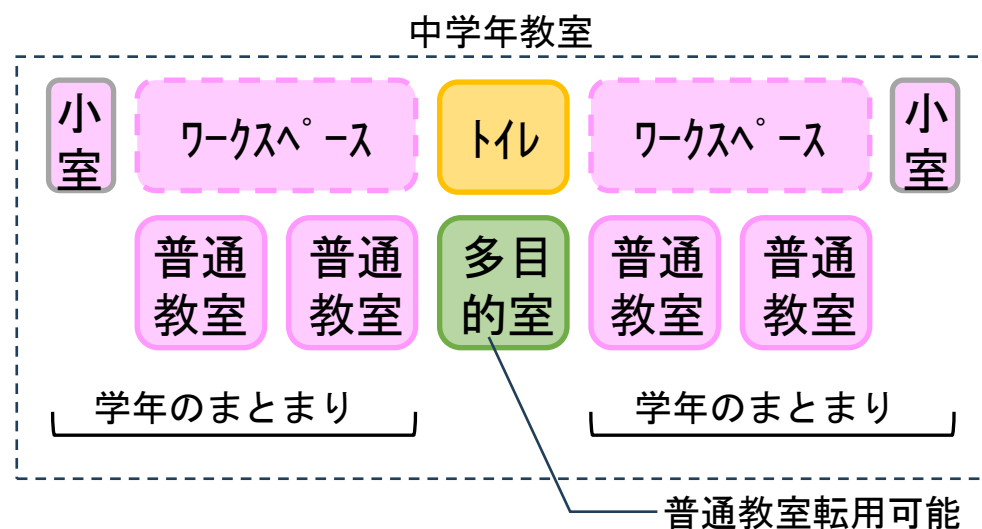 中学年教室
小室
ﾜｰｸｽﾍﾟｰｽ
ﾄｲﾚ
ﾜｰｸｽﾍﾟｰｽ
小室
普通
教室
普通
教室
多目
的室
普通
教室
普通
教室
学年のまとまり
学年のまとまり
普通教室転用可能